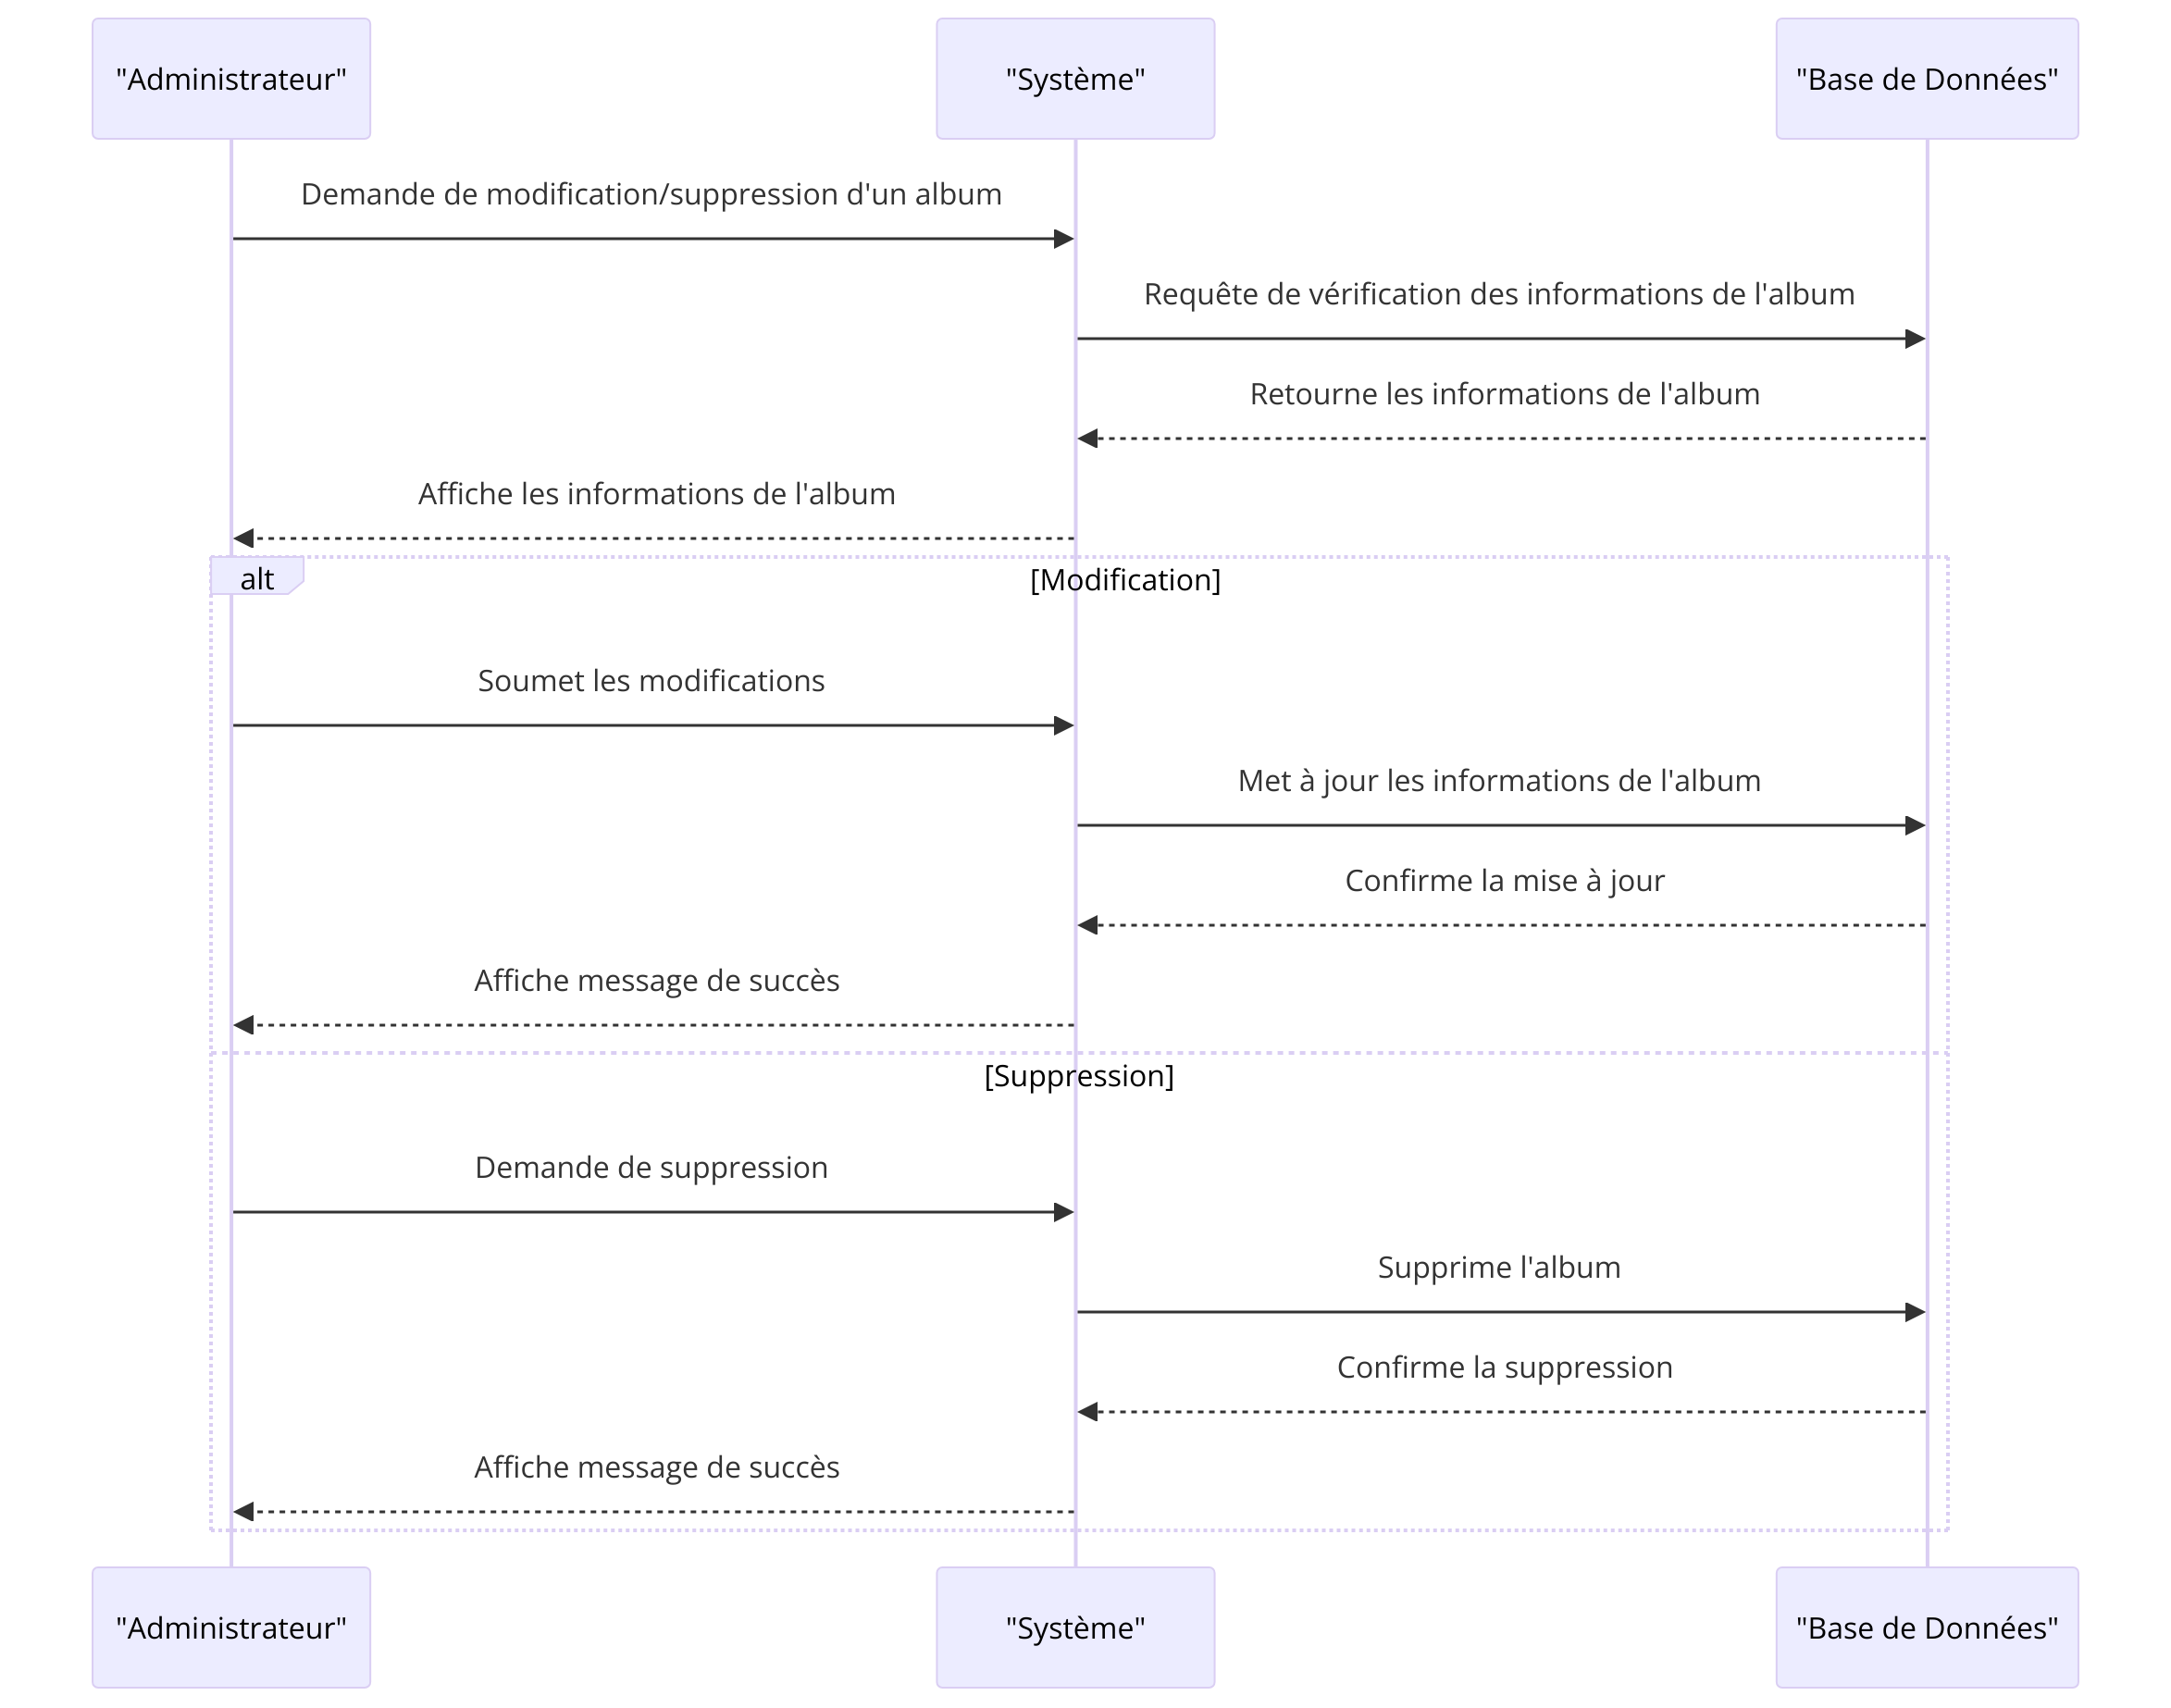 "Administrateur"
"Système"
"Base de Données"
Demande de modification/suppression d'un album
Requête de vérification des informations de l'album
Retourne les informations de l'album
Affiche les informations de l'album
alt
[Modification]
Soumet les modifications
Met à jour les informations de l'album
Confirme la mise à jour
Affiche message de succès
[Suppression]
Demande de suppression
Supprime l'album
Confirme la suppression
Affiche message de succès
"Administrateur"
"Système"
"Base de Données"